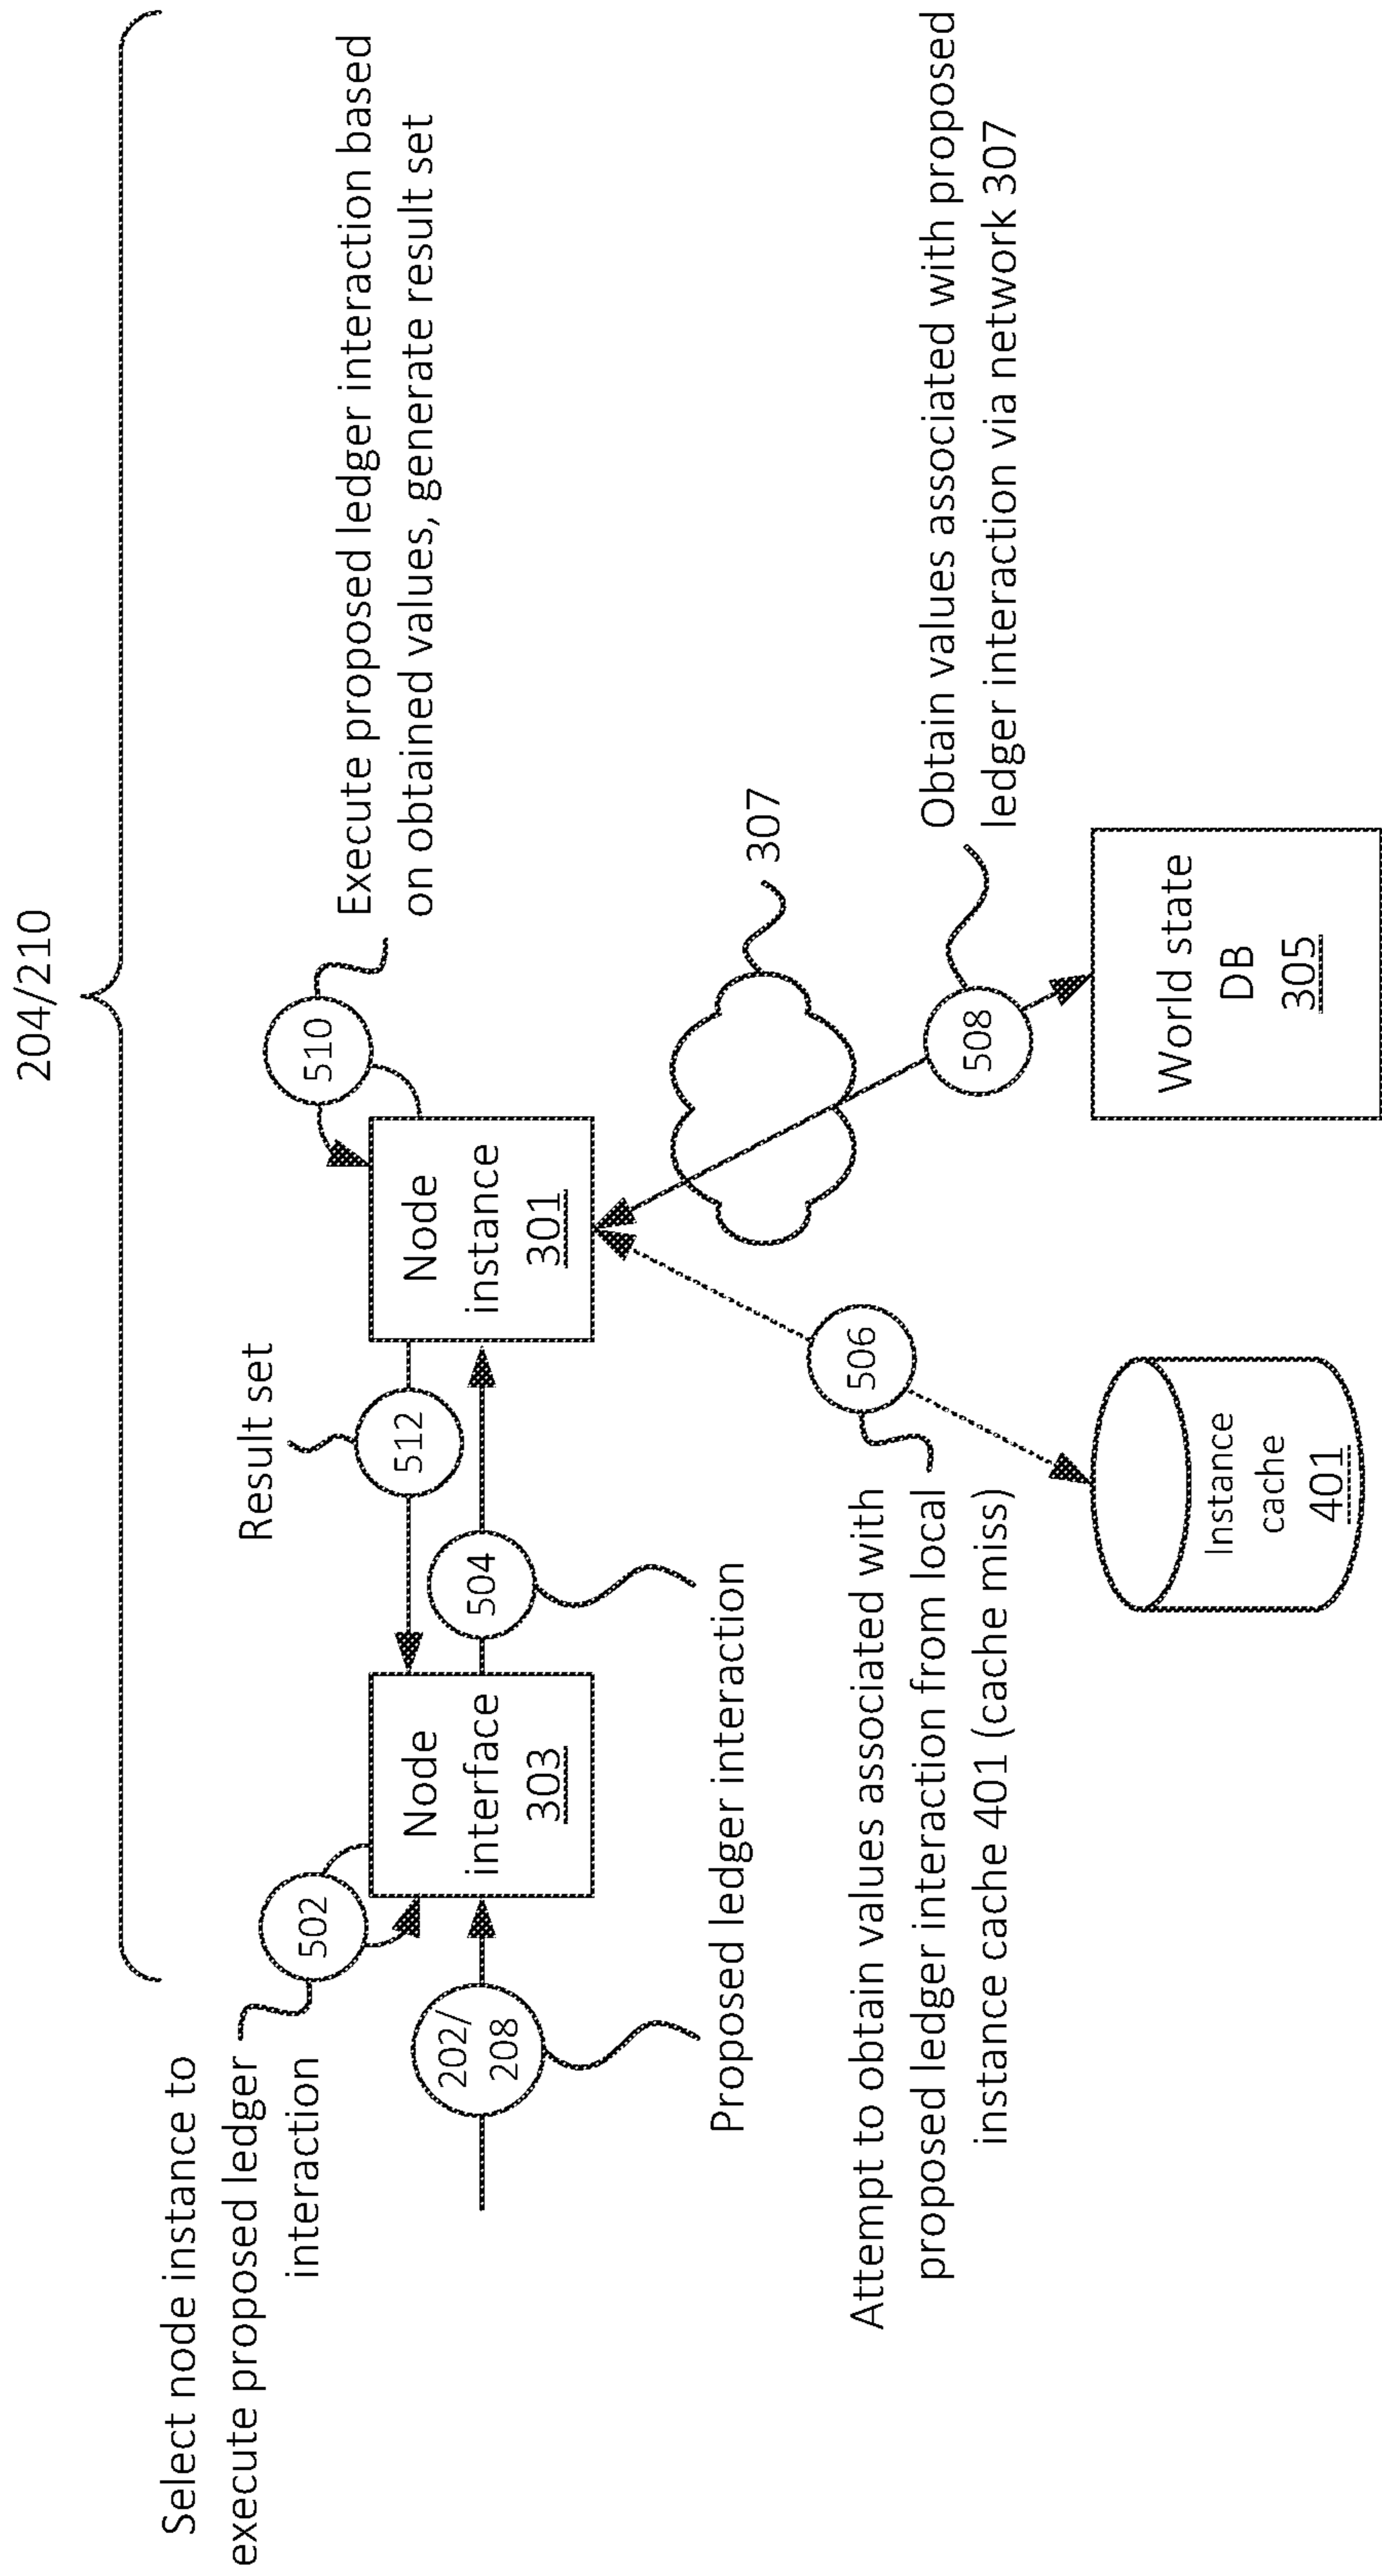 204/210
Select node instance to
execute proposed ledger
interaction
502
Result set
510
Execute proposed ledger interaction based
on obtained values, generate result set
202/
208
Node
interface
303
512
504
Node
instance
301
Proposed ledger interaction
Proposed ledger interaction
307
Attempt to obtain values associated with
proposed ledger interaction from local
instance cache 401 (cache miss)
506
508
Obtain values associated with proposed
ledger interaction via network 307
Instance
cache
401
World state
DB
305